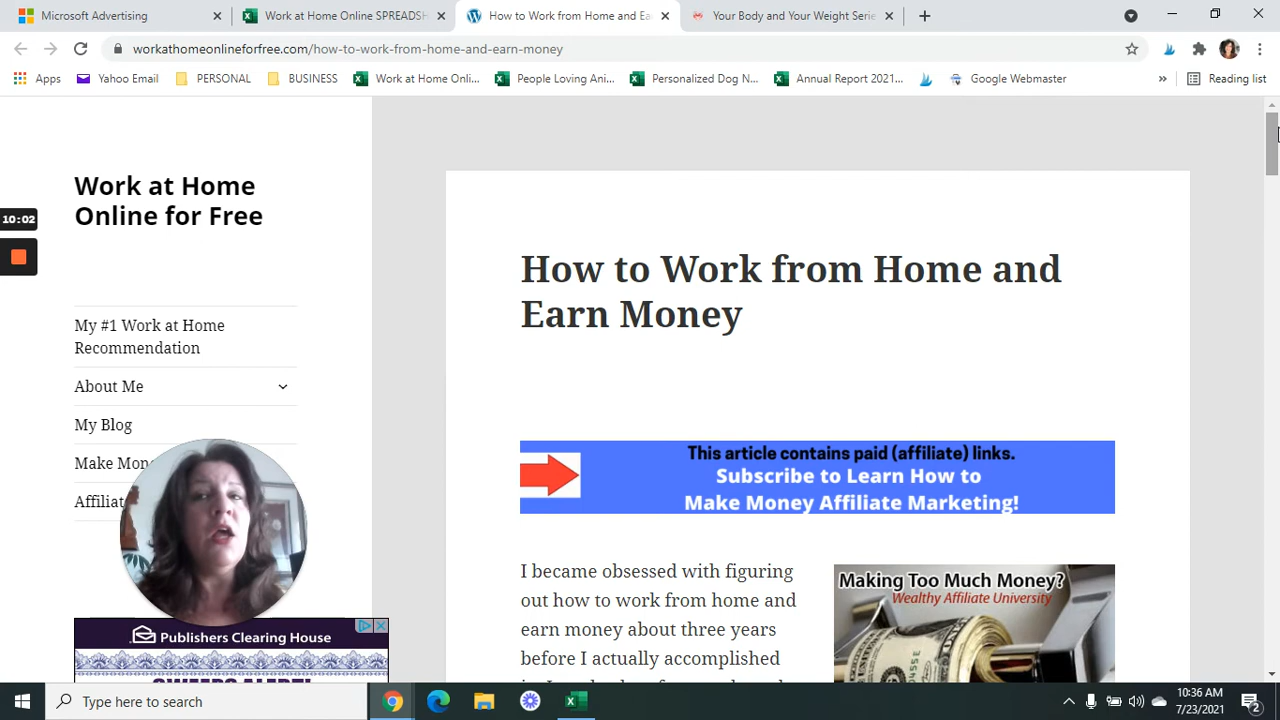 Microsoft Advertising
Work at Home Online SPREADSH
How to Work from Home and Ea
Your Body and Your Weight Serie
workathomeonlineforfree.com/how-to-work-from-home-and-earn-money
Apps
Yahoo Email
PERSONAL
BUSINESS
Work at Home Onli...
People Loving Ani...
Personalized Dog N...
Annual Report 2021...
Google Webmaster
»
Reading list
Work at Home
Online for Free
10:02
My #1 Work at Home
Recommendation
About Me
My Blog
Make Mon
Affiliat
Publishers Clearing House
How to Work from Home and
Earn Money
This article contains paid (affiliate) links.
Subscribe to Learn How to
Make Money Affiliate Marketing!
I became obsessed with figuring
out how to work from home and
earn money about three years
before I actually accomplished
Making Too Much Money?
Wealthy Affiliate University
Type here to search
10:36 AM
7/23/2021
2